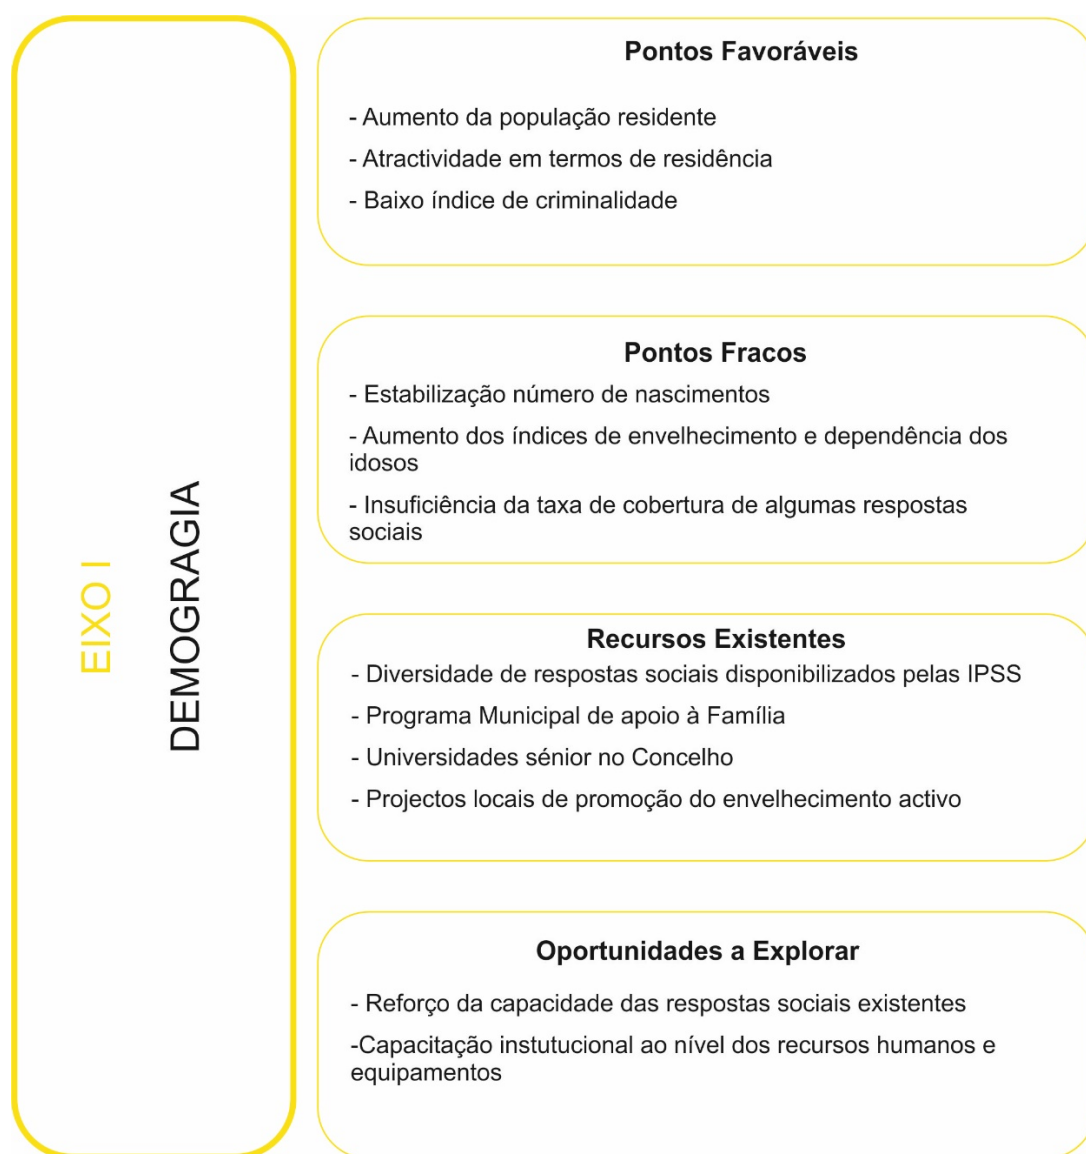 EIXO I
DEMOGRAGIA
Pontos Favoráveis
- Aumento da população residente
- Atractividade em termos de residência
- Baixo índice de criminalidade
Pontos Fracos
- Estabilização número de nascimentos
- Aumento dos índices de envelhecimento e dependência dos
idosos
- Insuficiência da taxa de cobertura de algumas respostas
sociais
Recursos Existentes
- Diversidade de respostas sociais disponibilizados pelas IPSS
- Programa Municipal de apoio à Família
- Universidades sénior no Concelho
- Projectos locais de promoção do envelhecimento activo
Oportunidades a Explorar
- Reforço da capacidade das respostas sociais existentes
-Capacitação instutucional ao nível dos recursos humanos e
equipamentos